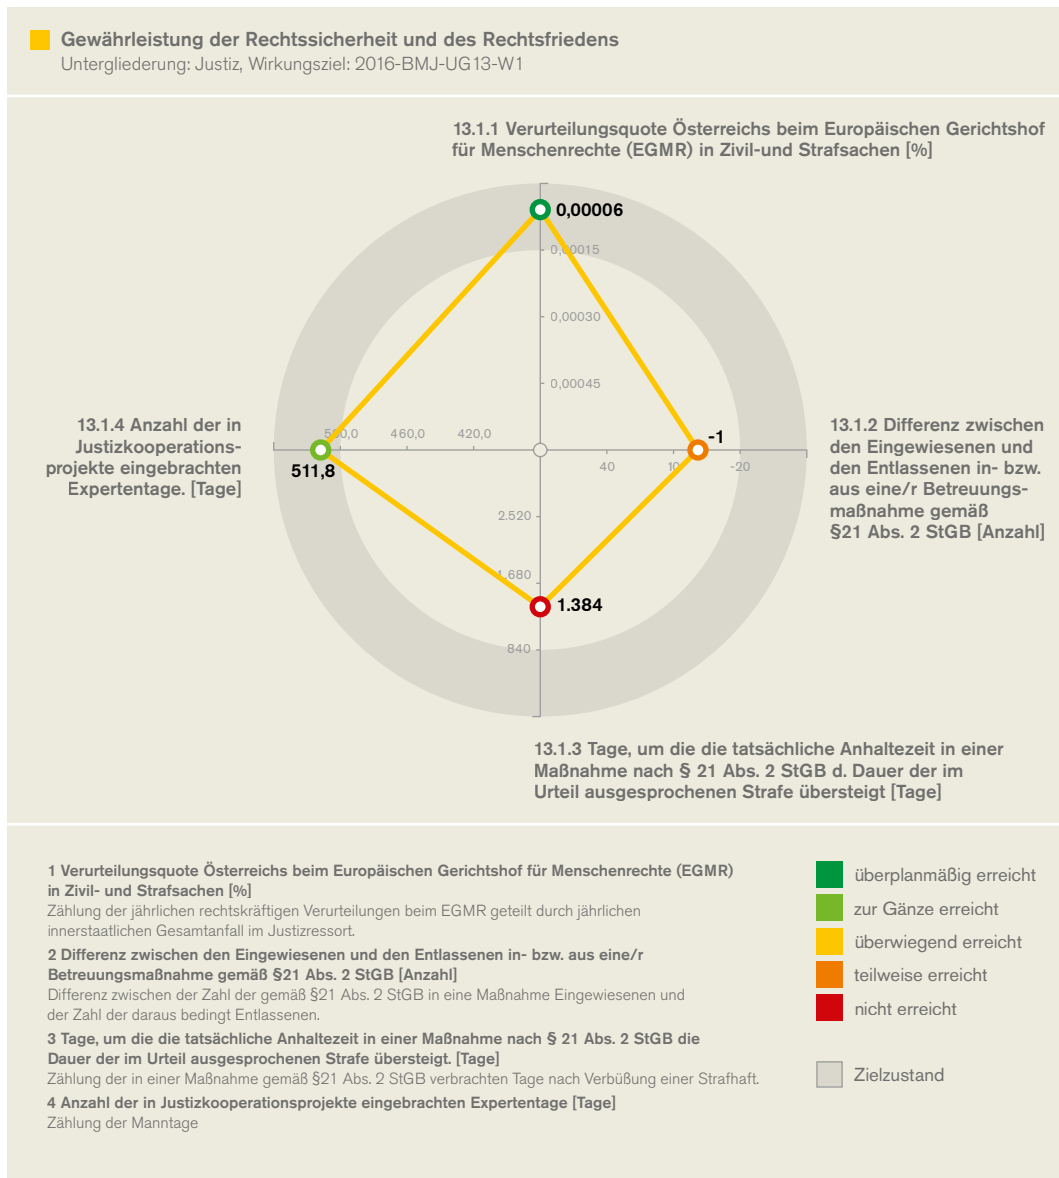 Gewährleistung der Rechtssicherheit und des Rechtsfriedens
Untergliederung: Justiz, Wirkungsziel: 2016-BMJ-UG13-W1
13.1.1 Verurteilungsquote Österreichs beim Europäischen Gerichtshof
für Menschenrechte (EGMR) in Zivil-und Strafsachen [%]
0,00006
0,00015
0,00030
0,00045
13.1.4 Anzahl der in
Justizkooperations-
projekte eingebrachten
Expertentage. [Tage]
500,0
460,0
420,0
511,8
-1
40
10
-20
13.1.2 Differenz zwischen
den Eingewiesenen und
den Entlassenen in- bzw.
aus eine/r Betreuungs-
maßnahme gemäß
§21 Abs. 2 StGB [Anzahl]
2.520
1.680
1.384
840
13.1.3 Tage, um die die tatsächliche Anhaltezeit in einer
Maßnahme nach § 21 Abs. 2 StGB d. Dauer der im
Urteil ausgesprochenen Strafe übersteigt [Tage]
1 Verurteilungsquote Österreichs beim Europäischen Gerichtshof für Menschenrechte (EGMR)
in Zivil- und Strafsachen [%]
Zählung der jährlichen rechtskräftigen Verurteilungen beim EGMR geteilt durch jährlichen
innerstaatlichen Gesamtanfall im Justizressort.
2 Differenz zwischen den Eingewiesenen und den Entlassenen in- bzw. aus eine/r
Betreuungsmaßnahme gemäß §21 Abs. 2 StGB [Anzahl]
Differenz zwischen der Zahl der gemäß §21 Abs. 2 StGB in eine Maßnahme Eingewiesenen und
der Zahl der daraus bedingt Entlassenen.
3 Tage, um die die tatsächliche Anhaltezeit in einer Maßnahme nach § 21 Abs. 2 StGB die
Dauer der im Urteil ausgesprochenen Strafe übersteigt. [Tage]
Zählung der in einer Maßnahme gemäß §21 Abs. 2 StGB verbrachten Tage nach Verbüßung einer Strafhaft.
4 Anzahl der in Justizkooperationsprojekte eingebrachten Expertentage [Tage]
Zählung der Manntage
überplanmäßig erreicht
zur Gänze erreicht
überwiegend erreicht
teilweise erreicht
nicht erreicht
Zielzustand